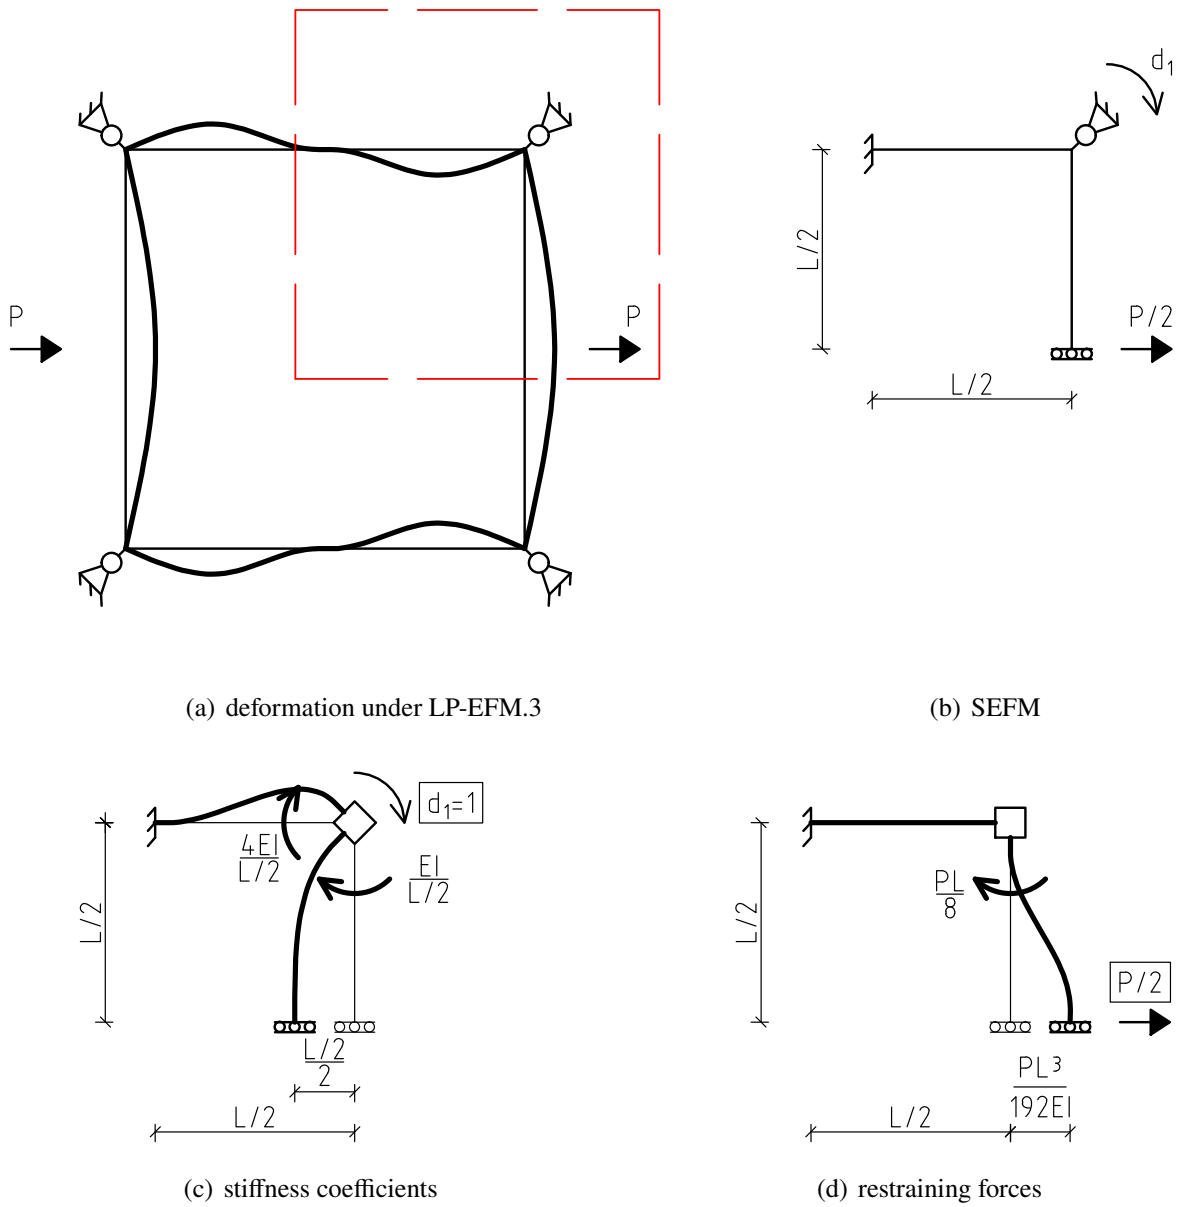 d₁
P
P
L/2
P/2
L/2
(a) deformation under LP-EFM.3
(b) SEFM
d₁=1
4EI
L/2
EI
L/2
L/2
L/2
2
L/2
PL
8
L/2
P/2
PL³
192EI
L/2
(c) stiffness coefficients
(d) restraining forces